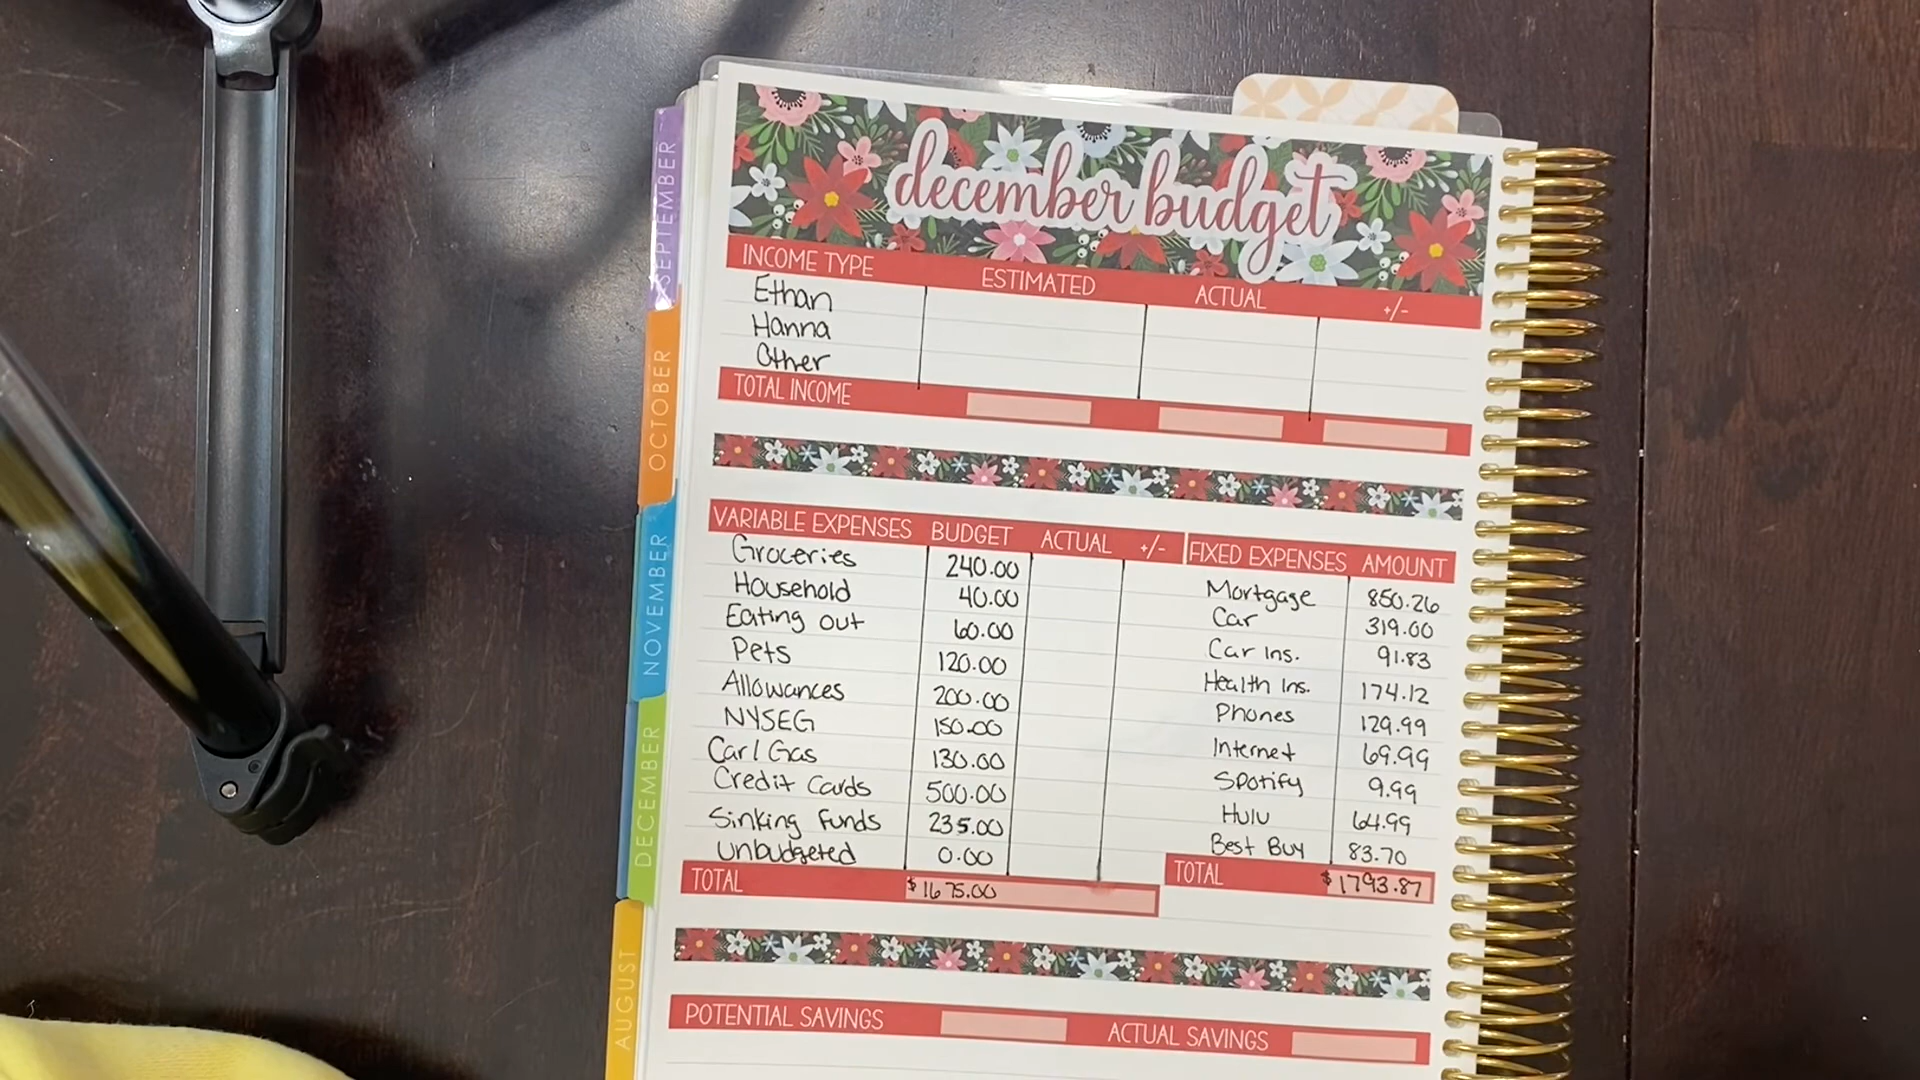 december budget
INCOME TYPE ESTIMATED ACTUAL +/-
Ethan
Hanna
Other
TOTAL INCOME
VARIABLE EXPENSES BUDGET ACTUAL +/- FIXED EXPENSES AMOUNT
Groceries 240.00 Mortgage 850.26
Household 40.00 Car 319.00
Eating out 60.00 Car ins. 91.83
Pets 120.00 Health Ins. 174.12
Allowances 200.00 Phones 129.99
NYSEG 150.00 Internet 69.99
Car/Gas 130.00 Spotify 9.99
Credit Cards 500.00 Hulu 64.99
Sinking Funds 235.00 Best Buy 83.70
Unbudgeted 0.00
TOTAL $1675.00 TOTAL $1793.87
POTENTIAL SAVINGS ACTUAL SAVINGS
SEPTEMBER
OCTOBER
NOVEMBER
DECEMBER
AUGUST